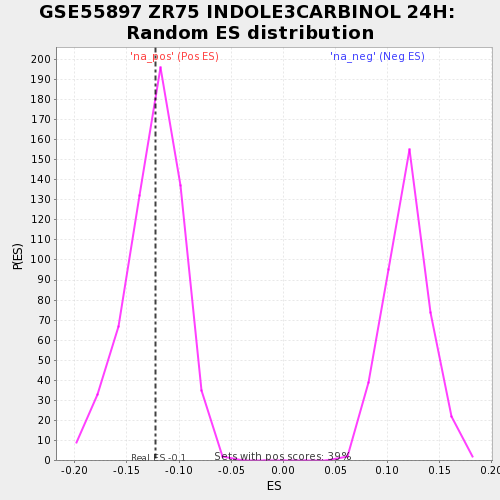 GSE55897 ZR75 INDOLE3CARBINOL 24H:
Random ES distribution
'na_pos' (Pos ES)
'na_neg' (Neg ES)
P(ES)
200
190
180
170
160
150
140
130
120
110
100
90
80
70
60
50
40
30
20
10
0
Real ES -0,1
Sets with pos scores: 39%
-0.20 -0.15 -0.10 -0.05 0.00 0.05 0.10 0.15 0.20
ES